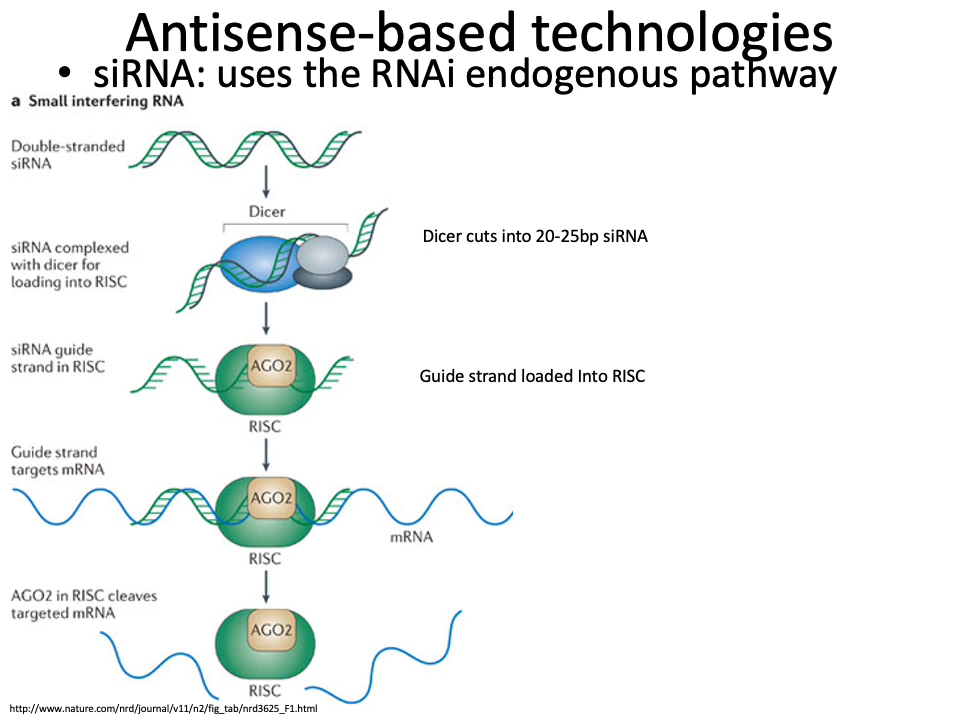 Antisense-based technologies
• siRNA: uses the RNAi endogenous pathway
a Small interfering RNA
Double-stranded
siRNA
Dicer
Dicer cuts into 20-25bp siRNA
siRNA complexed
with dicer for
loading into RISC
siRNA guide
strand in RISC
AGO2
Guide strand loaded Into RISC
RISC
Guide strand
targets mRNA
AGO2
mRNA
RISC
AGO2 in RISC cleaves
targeted mRNA
AGO2
RISC
http://www.nature.com/nrd/journal/v11/n2/fig_tab/nrd3625_F1.html